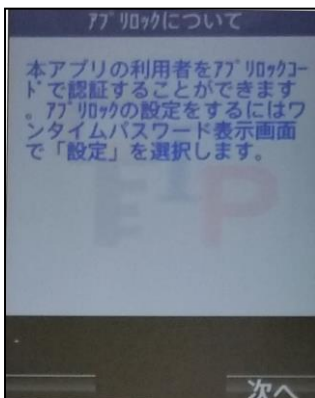 ｱﾌﾟﾘﾛｯｸについて
本アプリの利用者をｱﾌﾟﾘﾛｯｸｺｰ
ﾄﾞで認証することができます
。ｱﾌﾟﾘﾛｯｸの設定をするにはワ
ンタイムパスワード表示画面
で「設定」を選択します。
次へ